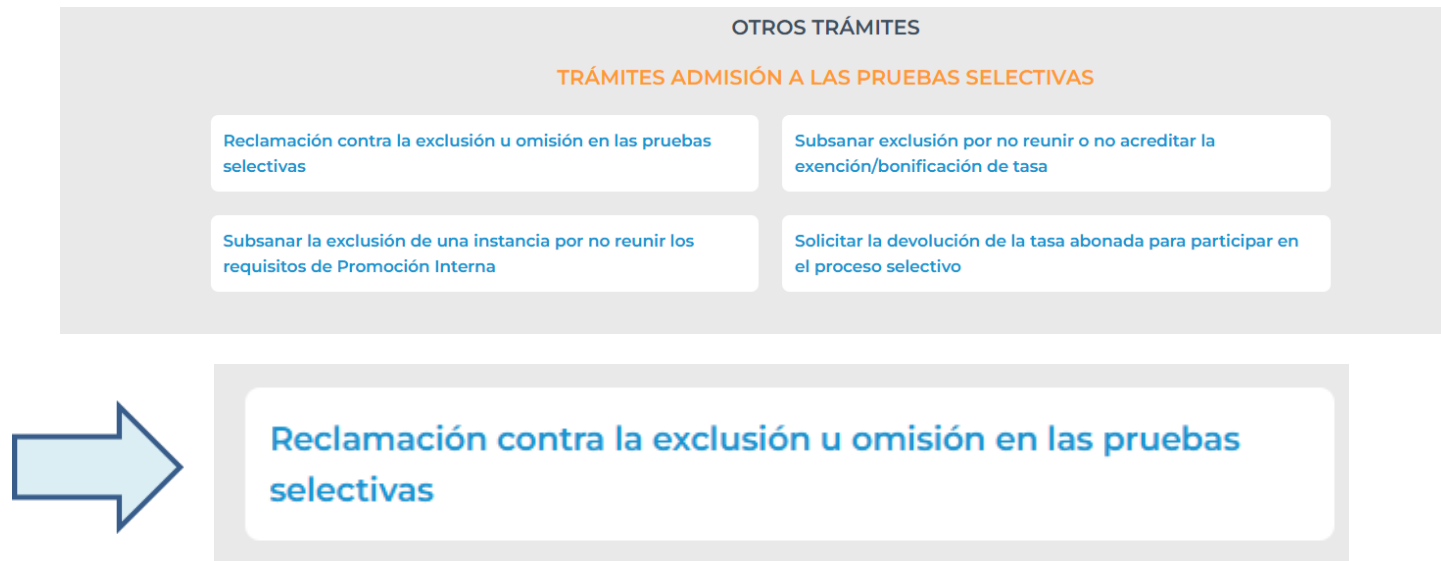 OTROS TRÁMITES
TRÁMITES ADMISIÓN A LAS PRUEBAS SELECTIVAS
Reclamación contra la exclusión u omisión en las pruebas
selectivas
Subsanar exclusión por no reunir o no acreditar la
exención/bonificación de tasa
Subsanar la exclusión de una instancia por no reunir los
requisitos de Promoción Interna
Solicitar la devolución de la tasa abonada para participar en
el proceso selectivo
Reclamación contra la exclusión u omisión en las pruebas
selectivas